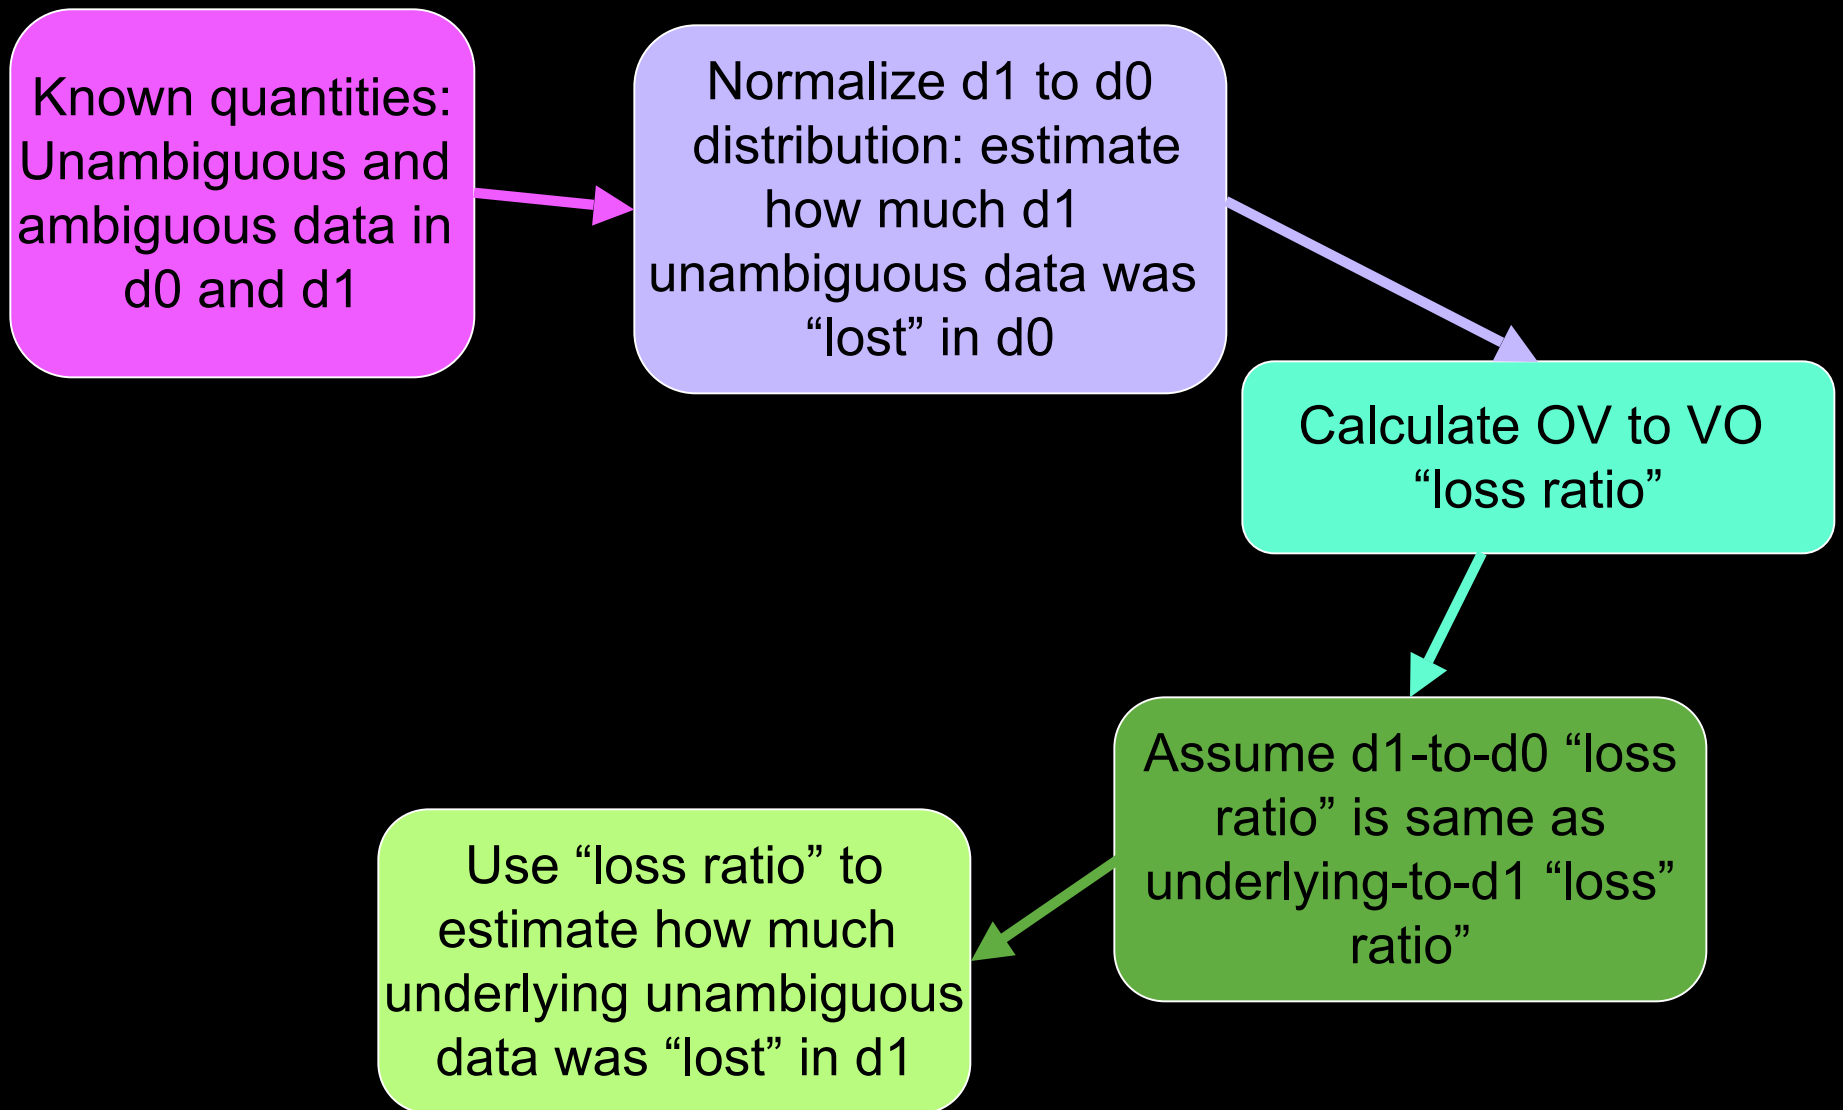 Known quantities:
Unambiguous and
ambiguous data in
d0 and d1
Normalize d1 to d0
distribution: estimate
how much d1
unambiguous data was
“lost” in d0
Calculate OV to VO
“loss ratio”
Assume d1-to-d0 “loss
ratio” is same as
underlying-to-d1 “loss”
ratio”
Use “loss ratio” to
estimate how much
underlying unambiguous
data was “lost” in d1